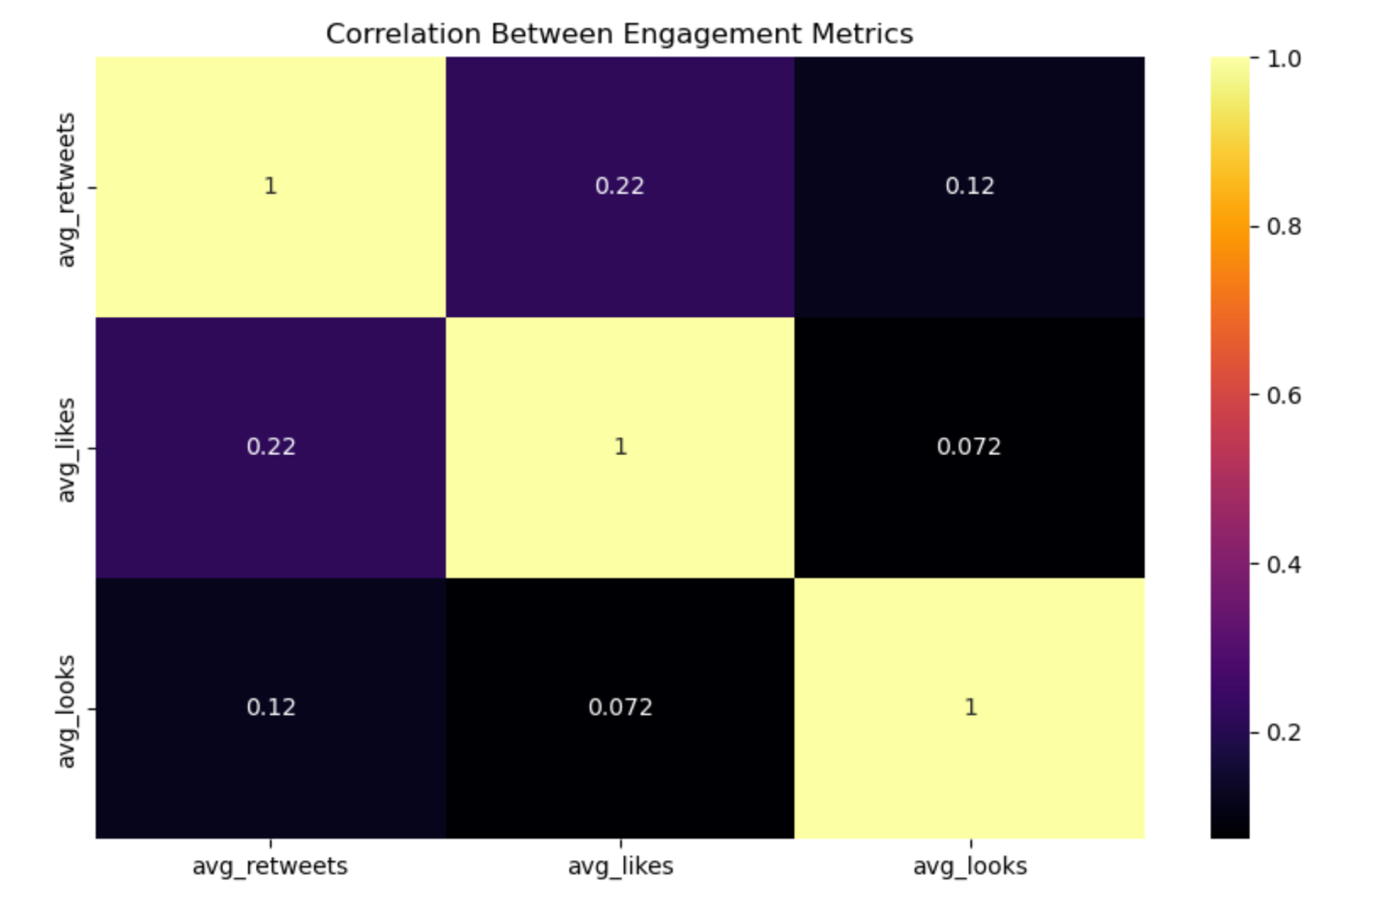 Correlation Between Engagement Metrics
avg_retweets
1
0.22
0.12
avg_likes
0.22
1
0.072
avg_looks
0.12
0.072
1
avg_retweets
avg_likes
avg_looks
1.0
0.8
0.6
0.4
0.2